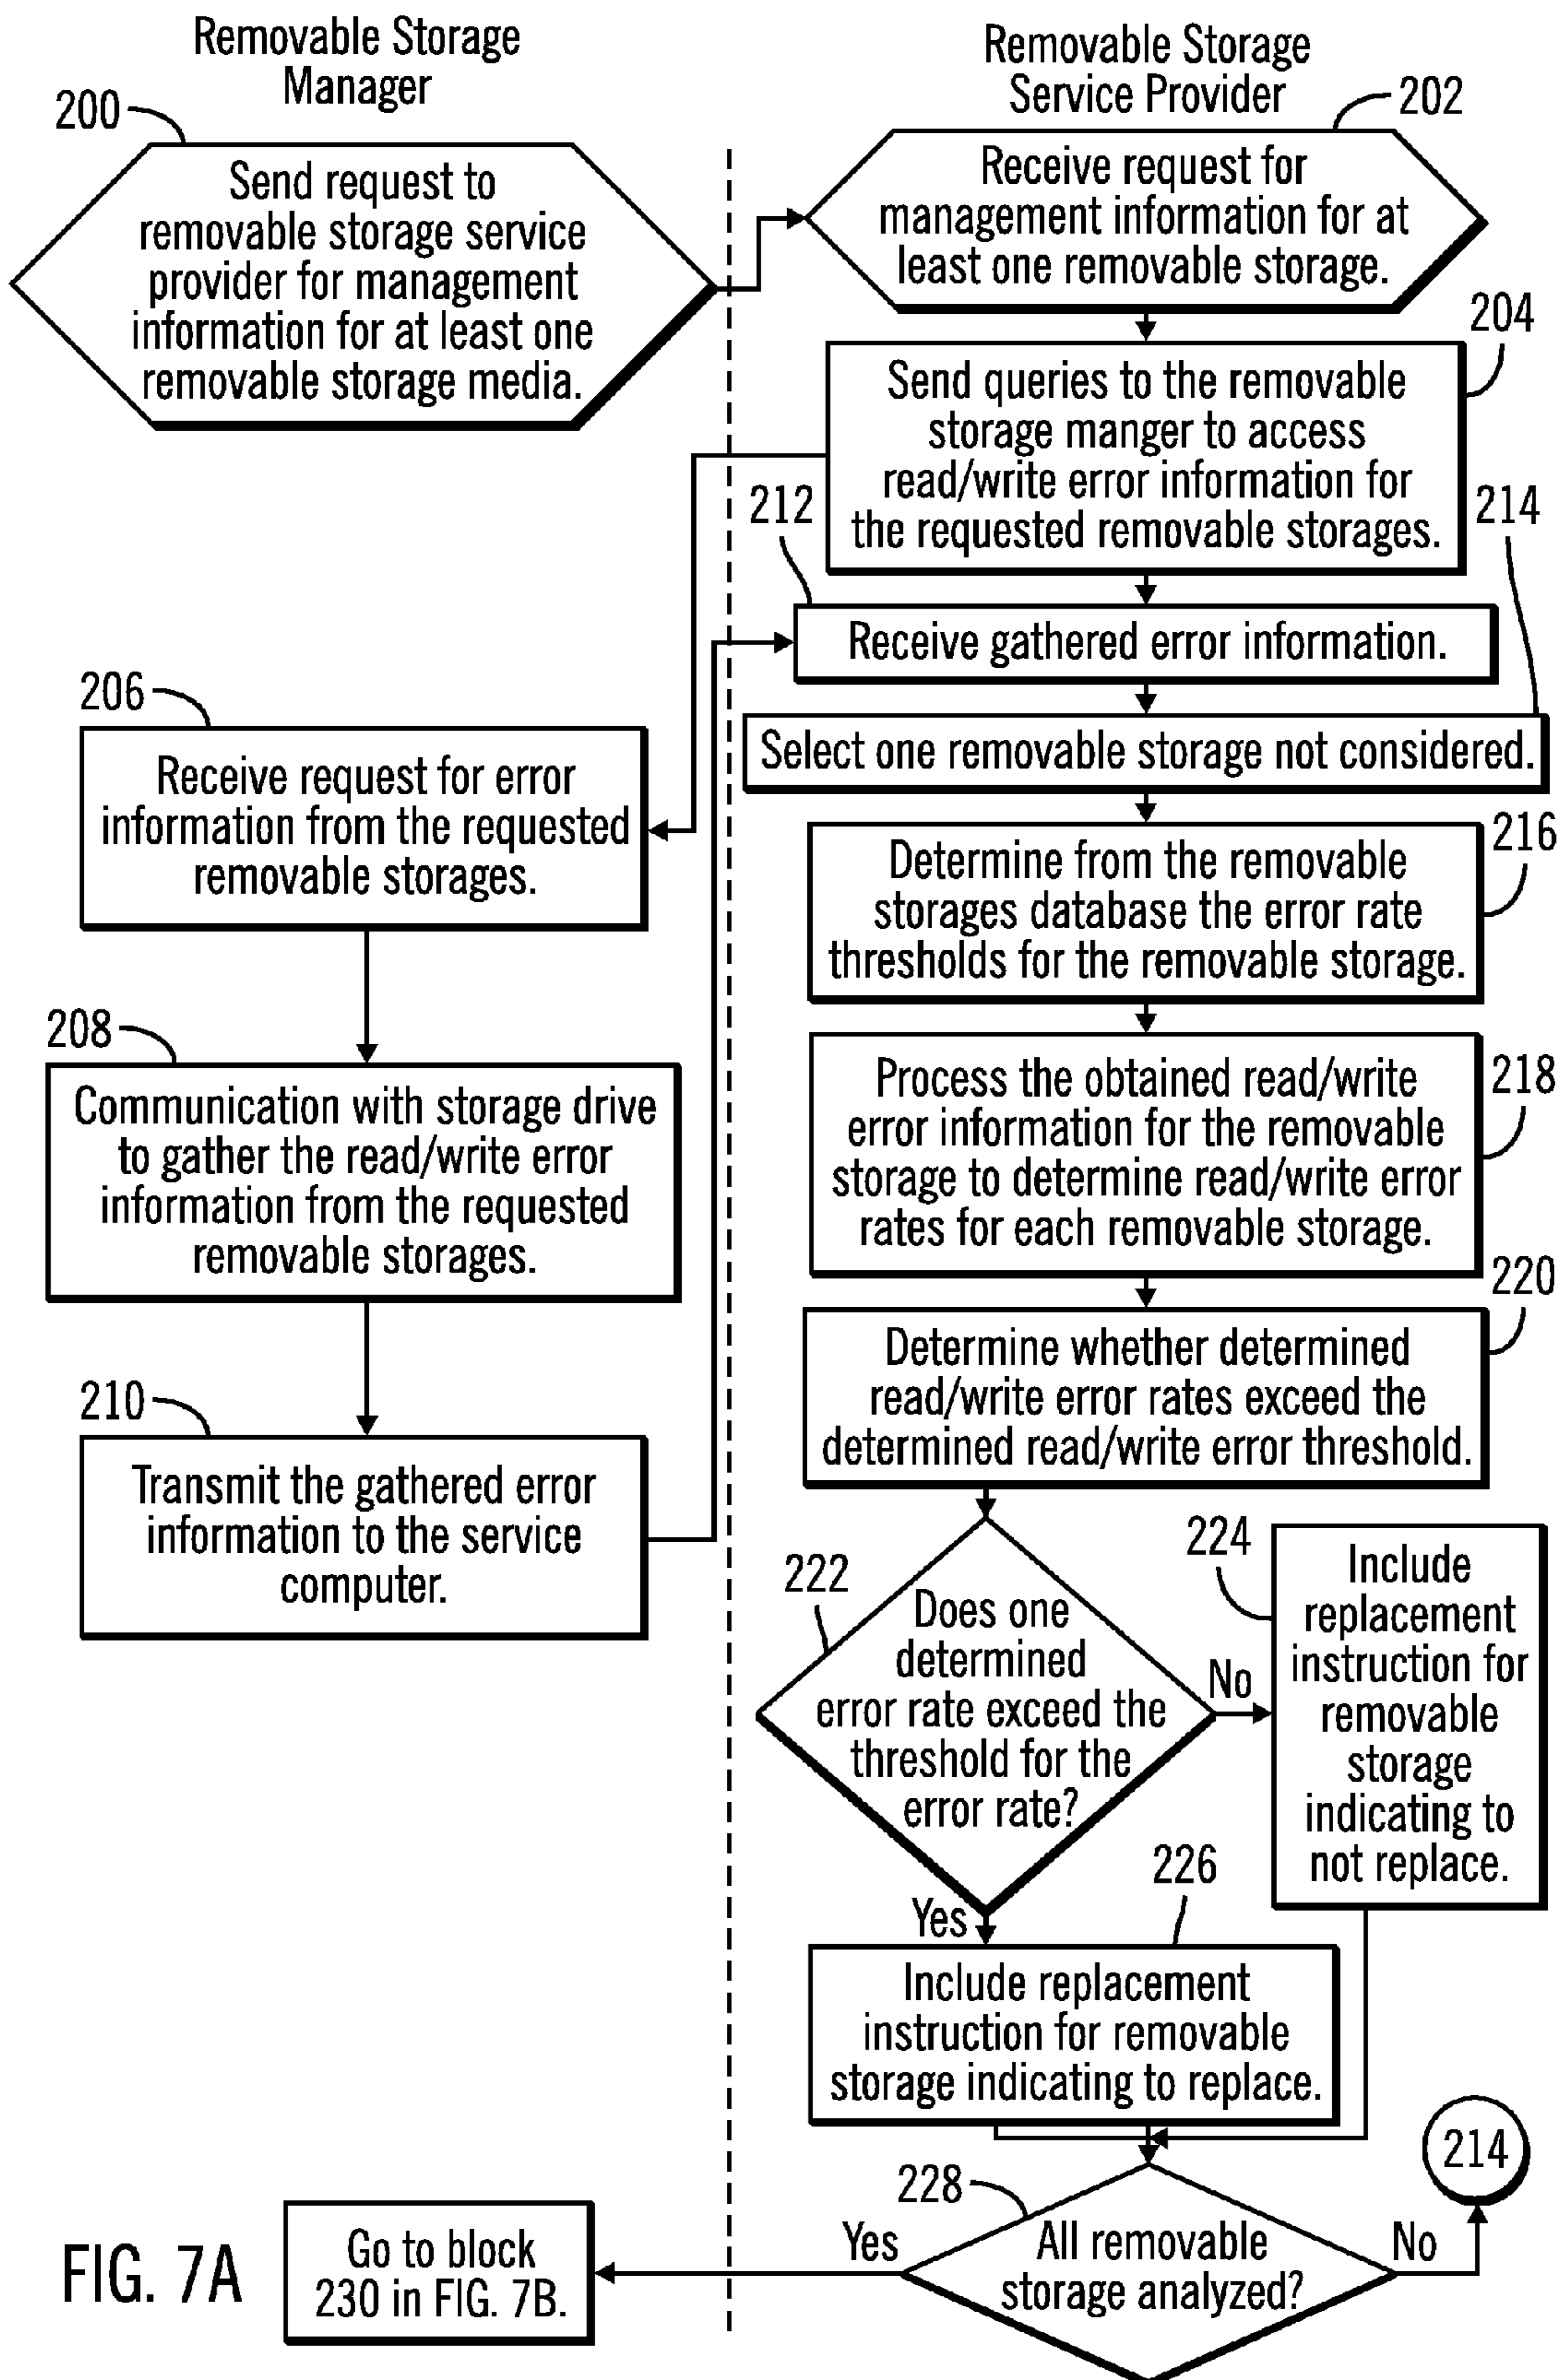 Removable Storage
Manager
200
Send request to
removable storage service
provider for management
information for at least one
removable storage media.
Removable Storage
Service Provider
202
Receive request for
management information for at
least one removable storage.
204
Send queries to the removable
storage manger to access
read/write error information for
the requested removable storages.
212
214
Receive gathered error information.
Select one removable storage not considered.
206
Receive request for error
information from the requested
removable storages.
208
Communication with storage drive
to gather the read/write error
information from the requested
removable storages.
210
Transmit the gathered error
information to the service
computer.
216
Determine from the removable
storages database the error rate
thresholds for the removable storage.
218
Process the obtained read/write
error information for the removable
storage to determine read/write error
rates for each removable storage.
220
Determine whether determined
read/write error rates exceed the
determined read/write error threshold.
222
Does one
determined
error rate exceed the
threshold for the
error rate?
No
224
Include
replacement
instruction for
removable
storage
indicating to
not replace.
Yes
226
Include replacement
instruction for removable
storage indicating to replace.
228
All removable
storage analyzed?
No
214
Yes
Go to block
230 in FIG. 7B.
FIG. 7A